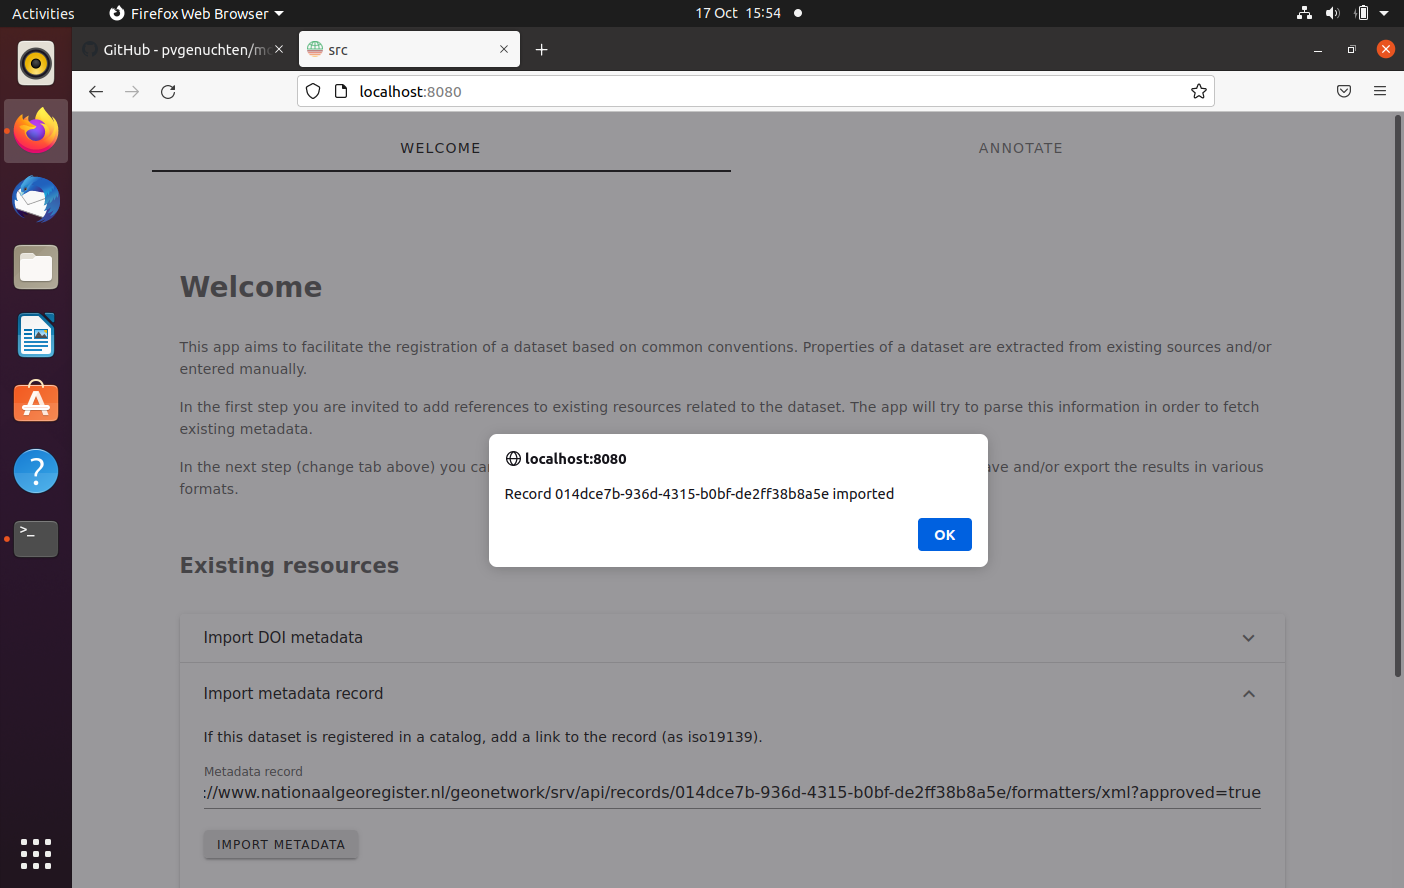 Activities
Firefox Web Browser
17 Oct 15:54
GitHub - pvgenuchten/mc
src
localhost:8080
WELCOME
ANNOTATE
Welcome
This app aims to facilitate the registration of a dataset based on common conventions. Properties of a dataset are extracted from existing sources and/or
entered manually.
In the first step you are invited to add references to existing resources related to the dataset. The app will try to parse this information in order to fetch
existing metadata.
In the next step (change tab above) you can
and/or export the results in various
formats.
localhost:8080
Record 014dce7b-936d-4315-b0bf-de2ff38b8a5e imported
OK
Existing resources
Import DOI metadata
Import metadata record
If this dataset is registered in a catalog, add a link to the record (as iso19139).
Metadata record
://www.nationaalgeoregister.nl/geonetwork/srv/api/records/014dce7b-936d-4315-b0bf-de2ff38b8a5e/formatters/xml?approved=true
IMPORT METADATA